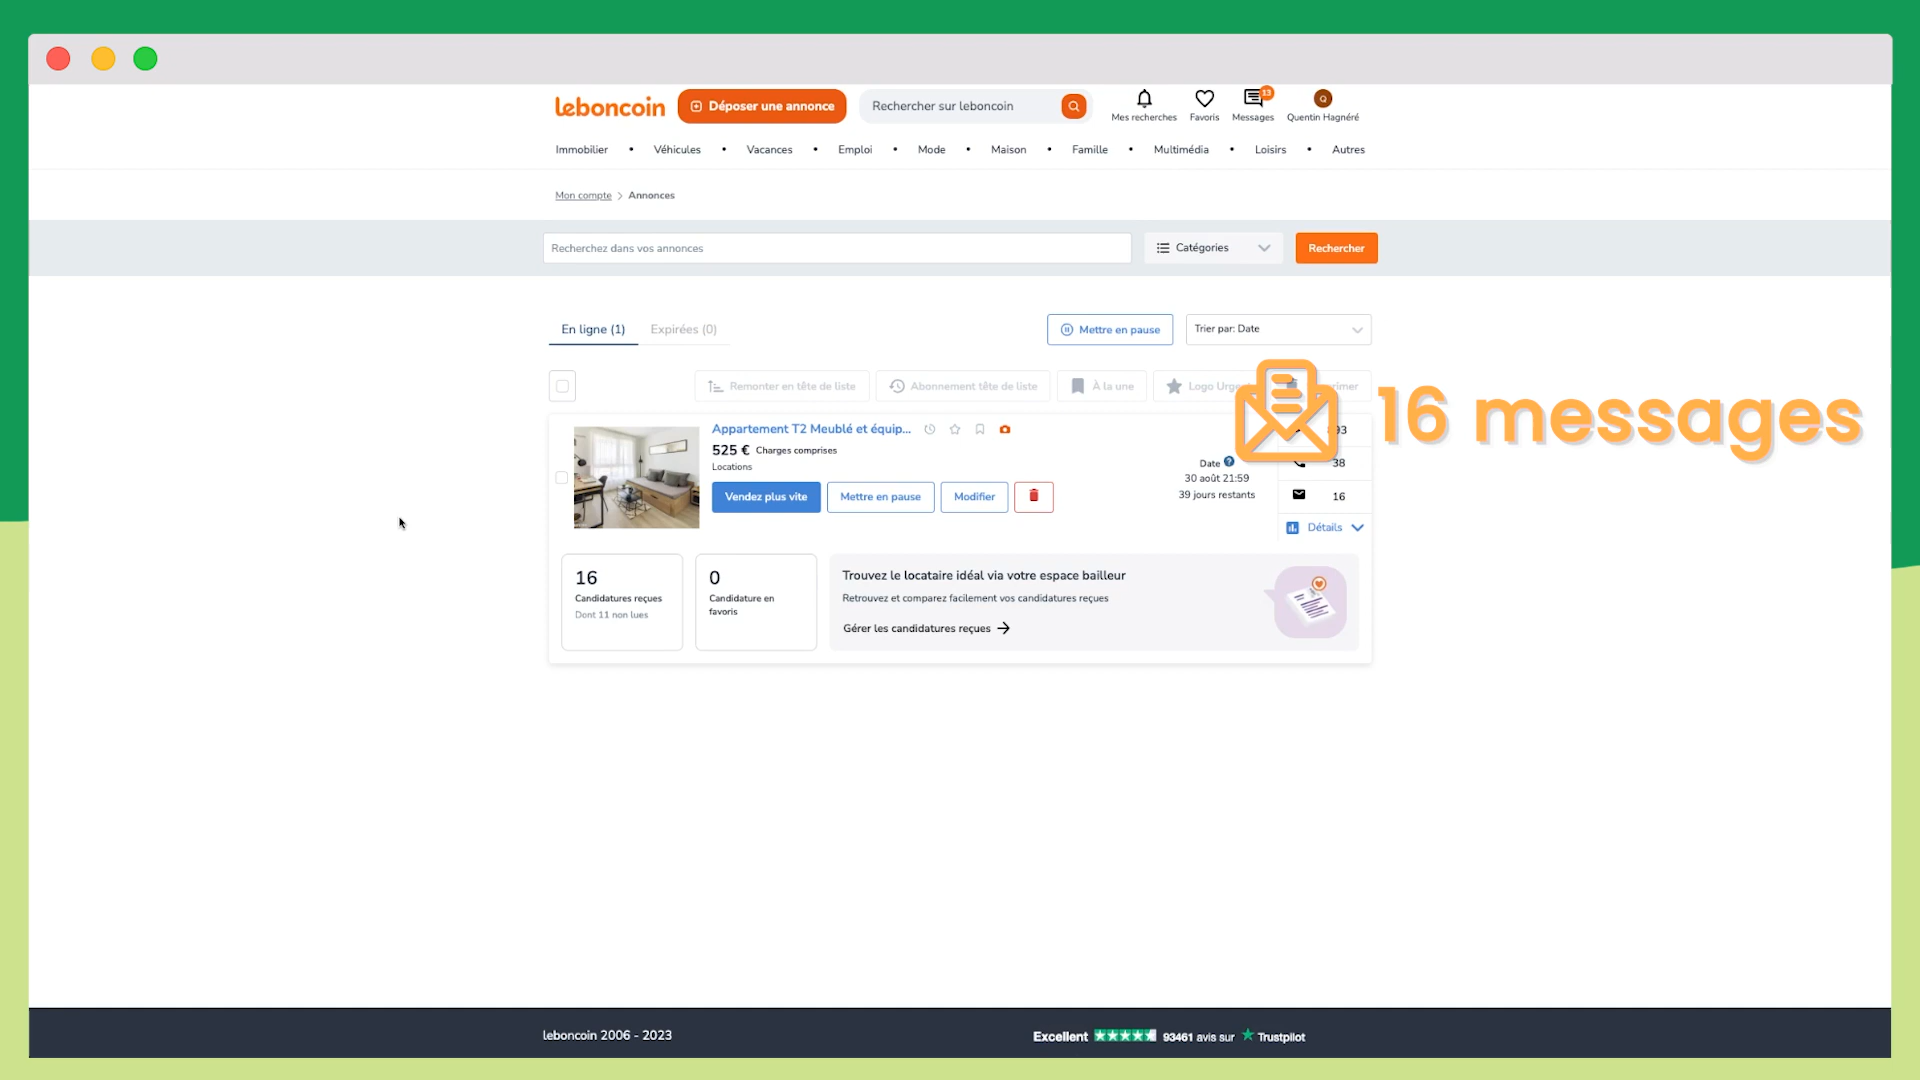 leboncoin
Déposer une annonce
Rechercher sur leboncoin
Mes recherches
Favoris
13
Messages
Q
Quentin Hagnéré
Immobilier • Véhicules • Vacances • Emploi • Mode • Maison • Famille • Multimédia • Loisirs • Autres
Mon compte > Annonces
Recherchez dans vos annonces
Catégories
Rechercher
En ligne (1)
Expirées (0)
Mettre en pause
Trier par: Date
Remonter en tête de liste
Abonnement tête de liste
À la une
Logo
16 messages
Appartement T2 Meublé et équip...
525 € Charges comprises
Locations
Vendez plus vite
Mettre en pause
Modifier
Date ?
30 août 21:59
39 jours restants
38
16
Détails
16
Candidatures reçues
Dont 11 non lues
0
Candidature en
favoris
Trouvez le locataire idéal via votre espace bailleur
Retrouvez et comparez facilement vos candidatures reçues
Gérer les candidatures reçues
leboncoin 2006 - 2023
Excellent
93461 avis sur
Trustpilot